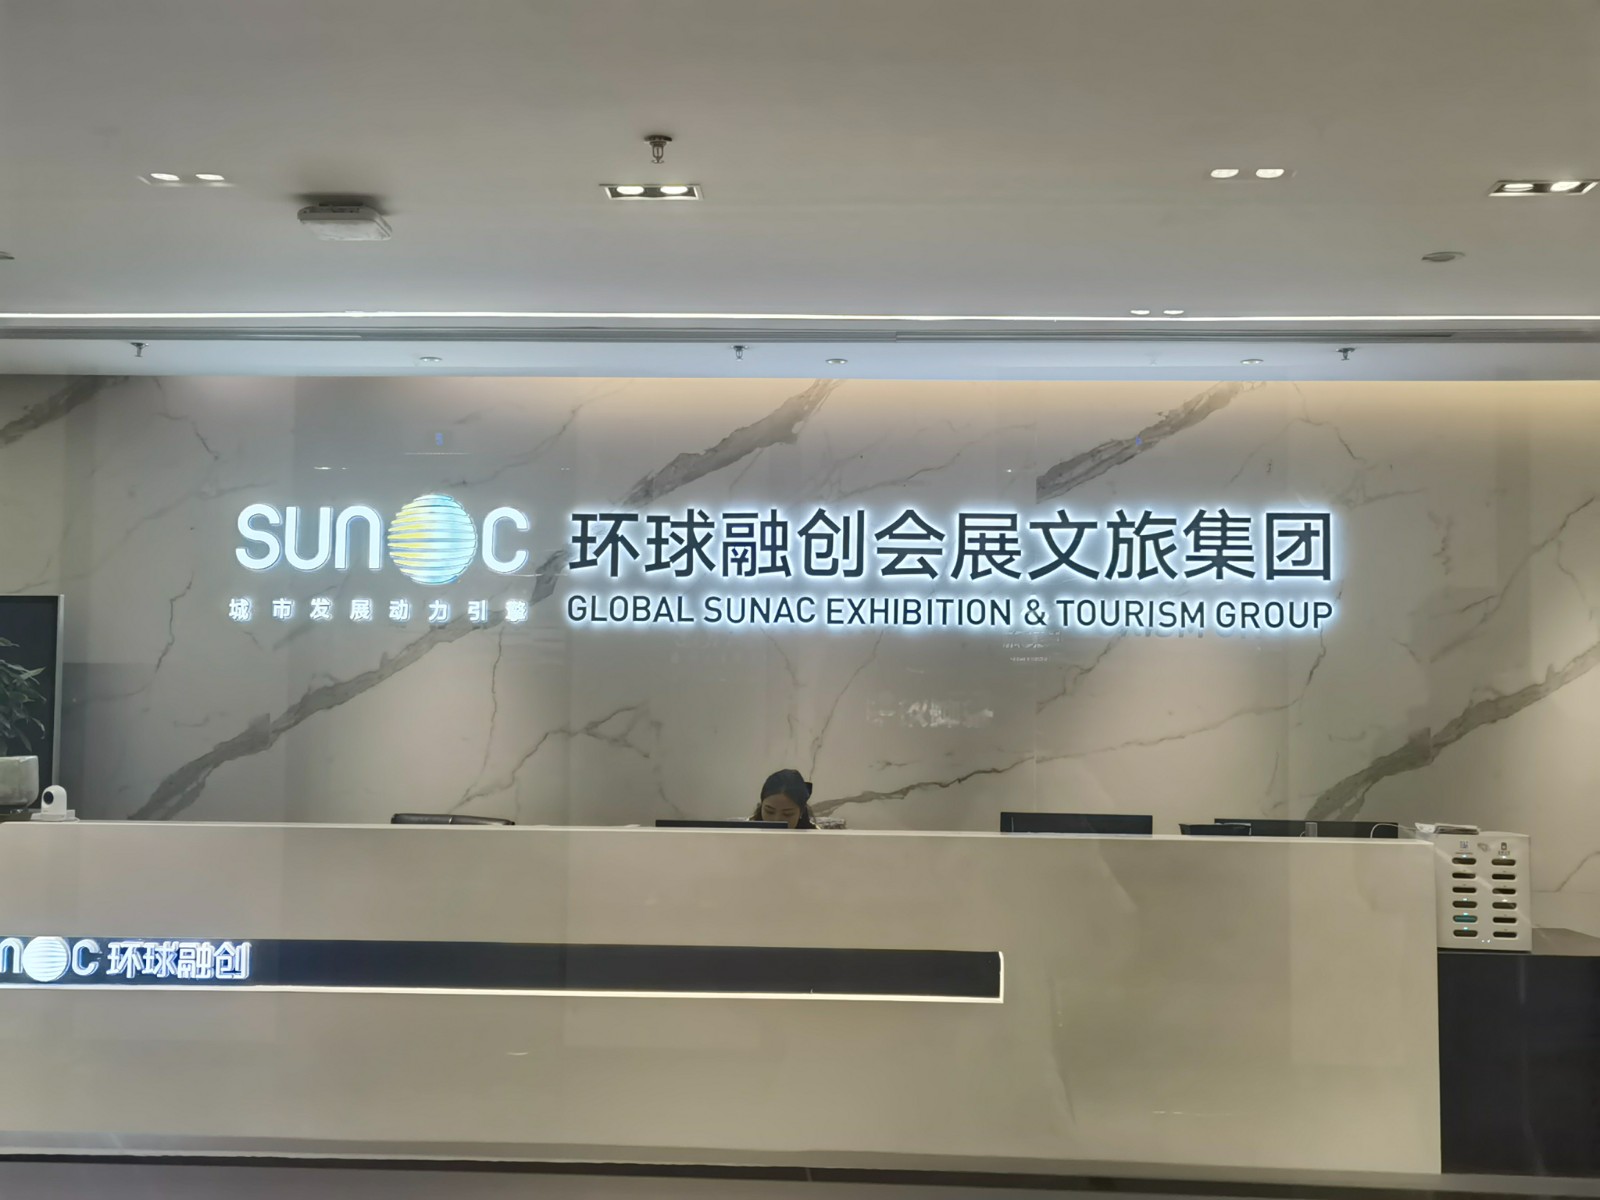 SUNAC
环球融创会展文旅集团
城市发展动力引擎
GLOBAL SUNAC EXHIBITION & TOURISM GROUP
环球融创